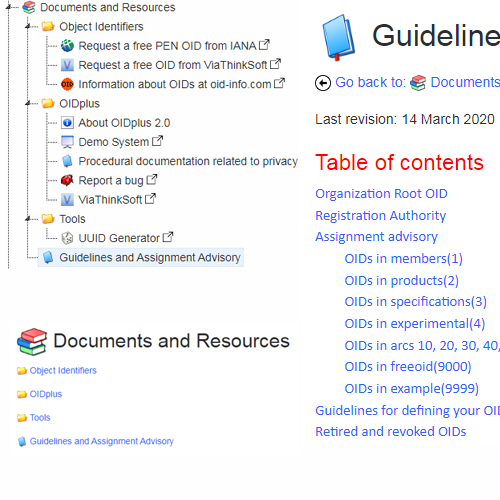 Documents and Resources
Object Identifiers
Request a free PEN OID from IANA
Request a free OID from ViaThinkSoft
Information about OIDs at oid-info.com
OIDplus
About OIDplus 2.0
Demo System
Procedural documentation related to privacy
Report a bug
ViaThinkSoft
Tools
UUID Generator
Guidelines and Assignment Advisory
Documents and Resources
Object Identifiers
OIDplus
Tools
Guidelines and Assignment Advisory
Guideline
Go back to: Documents
Last revision: 14 March 2020
Table of contents
Organization Root OID
Registration Authority
Assignment advisory
OIDs in members(1)
OIDs in products(2)
OIDs in specifications(3)
OIDs in experimental(4)
OIDs in arcs 10, 20, 30, 40,
OIDs in freeoid(9000)
OIDs in example(9999)
Guidelines for defining your OI
Retired and revoked OIDs